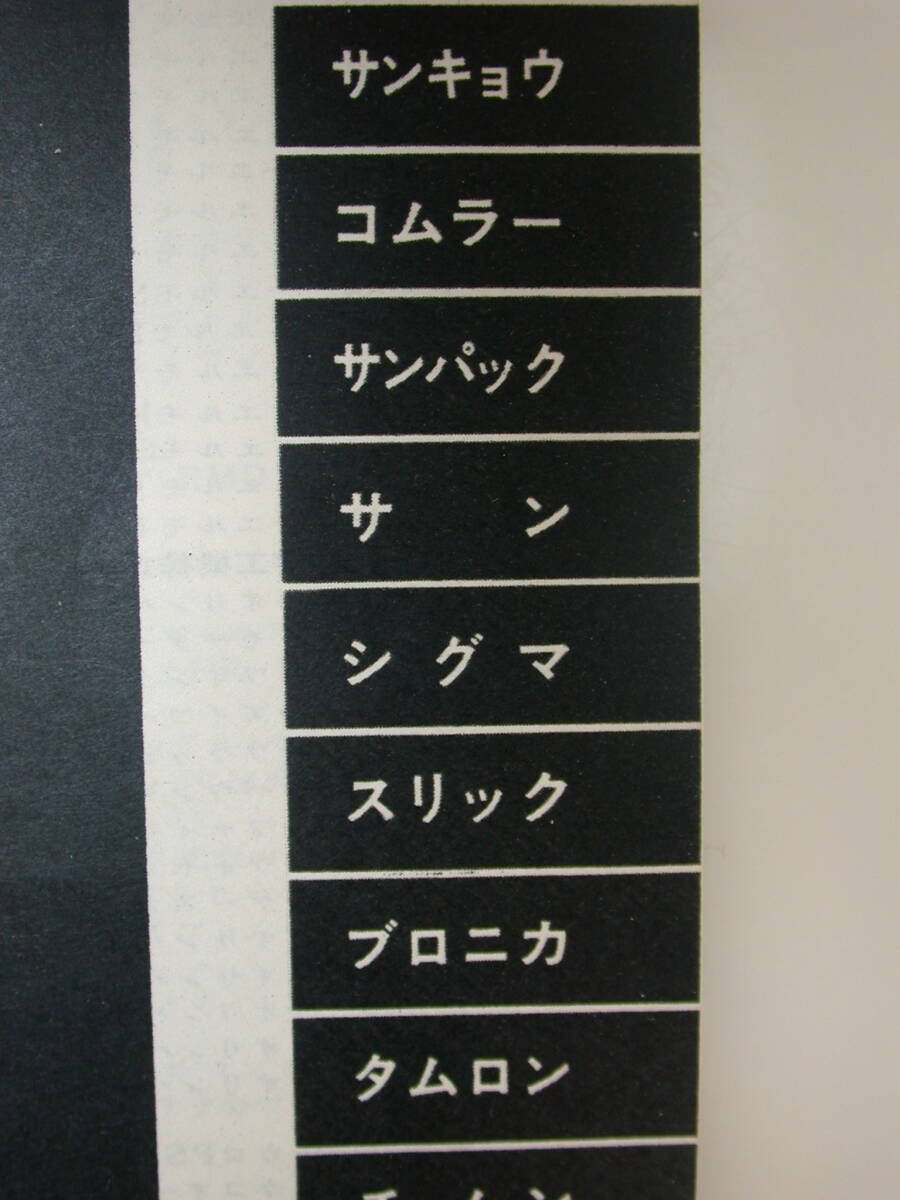 サンキョウ
コムラー
サンパック
サン
シグマ
スリック
ブロニカ
タムロン